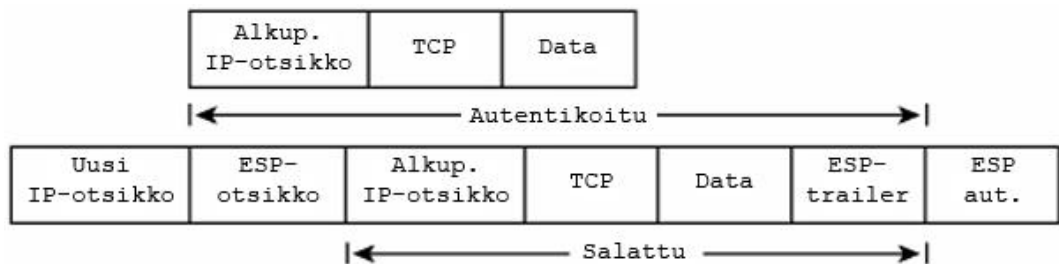 Alkup.
IP-otsikko
TCP
Data
Autentikoitu
Uusi
IP-otsikko
ESP-
otsikko
Alkup.
IP-otsikko
TCP
Data
ESP-
trailer
ESP
aut.
Salattu